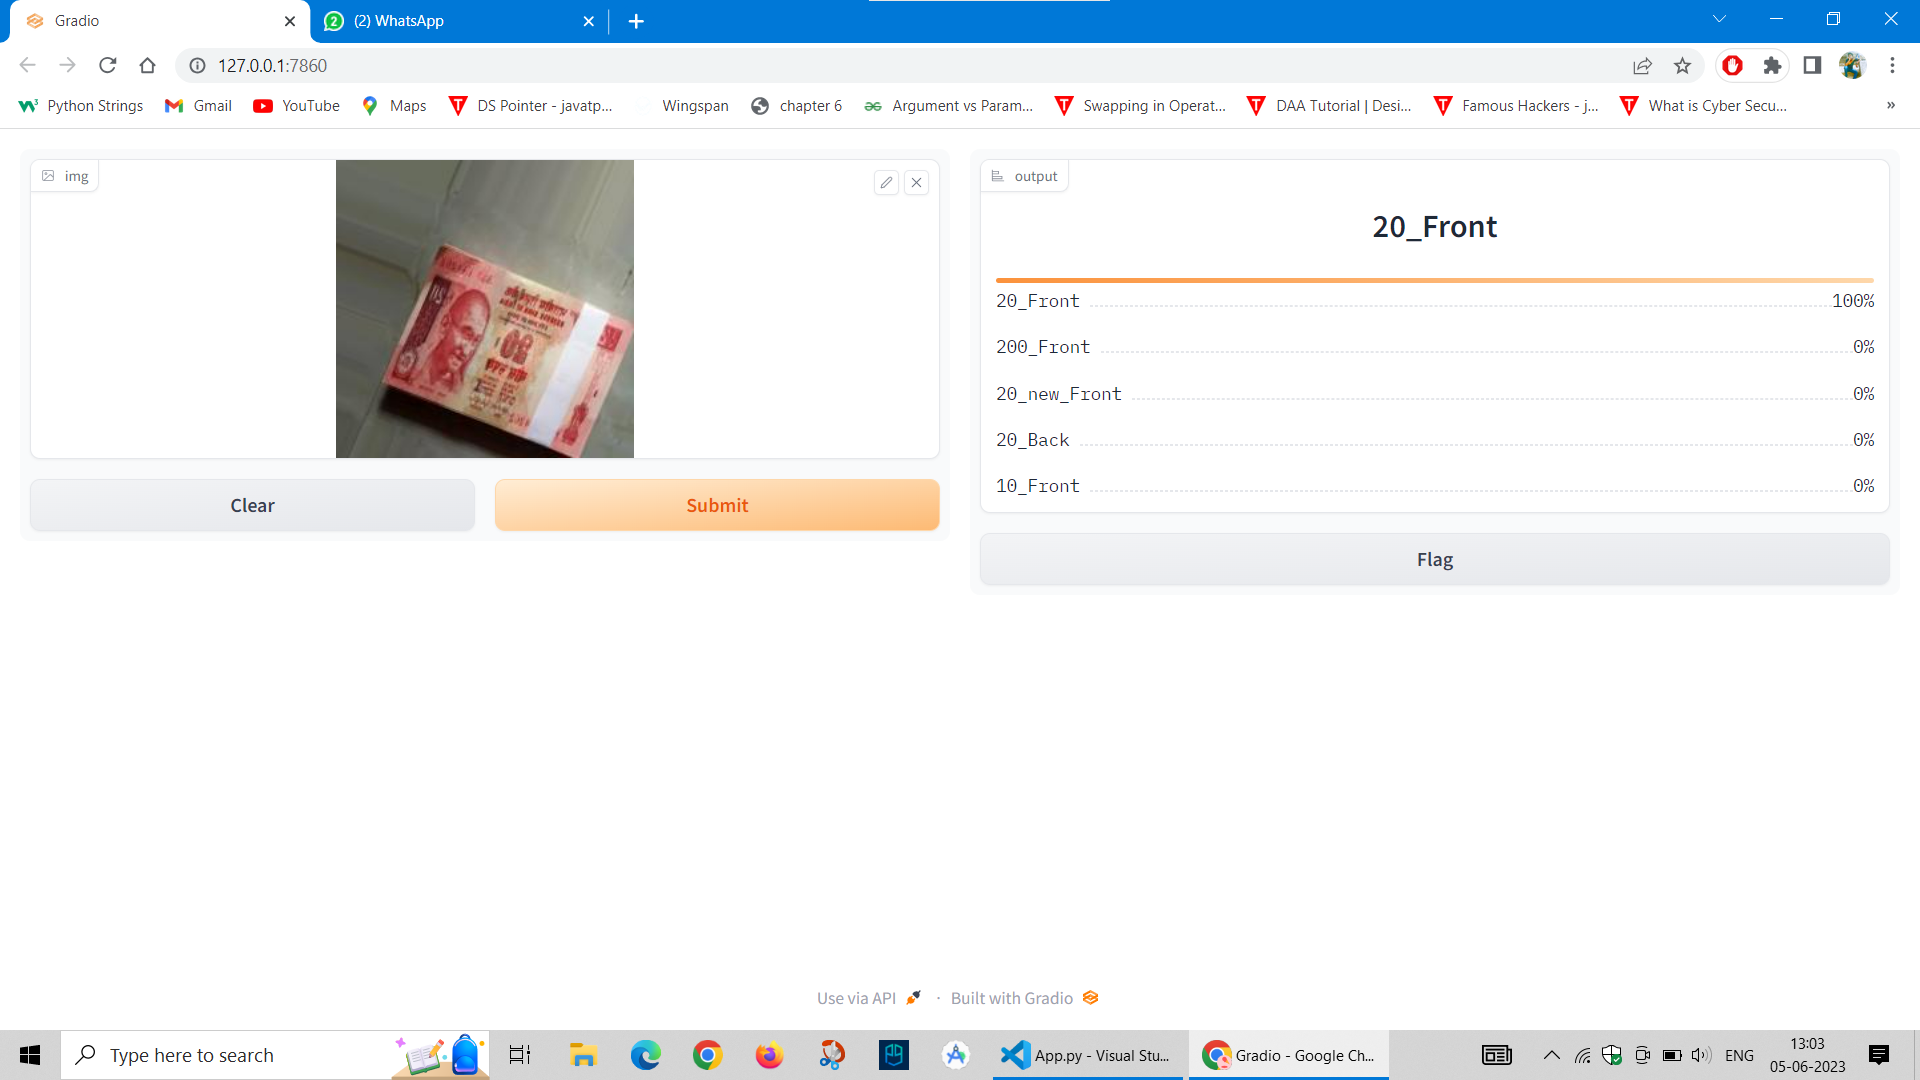 Gradio
(2) WhatsApp
127.0.0.1:7860
Python Strings
Gmail
YouTube
Maps
DS Pointer - javatp...
Wingspan
chapter 6
Argument vs Param...
Swapping in Operat...
DAA Tutorial | Desi...
Famous Hackers - j...
What is Cyber Secu...
»
img
20
Clear
Submit
output
20_Front
20_Front 100%
200_Front 0%
20_new_Front 0%
20_Back 0%
10_Front 0%
Flag
Use via API · Built with Gradio
Type here to search
App.py - Visual Stu...
Gradio - Google Ch...
ENG
13:03
05-06-2023